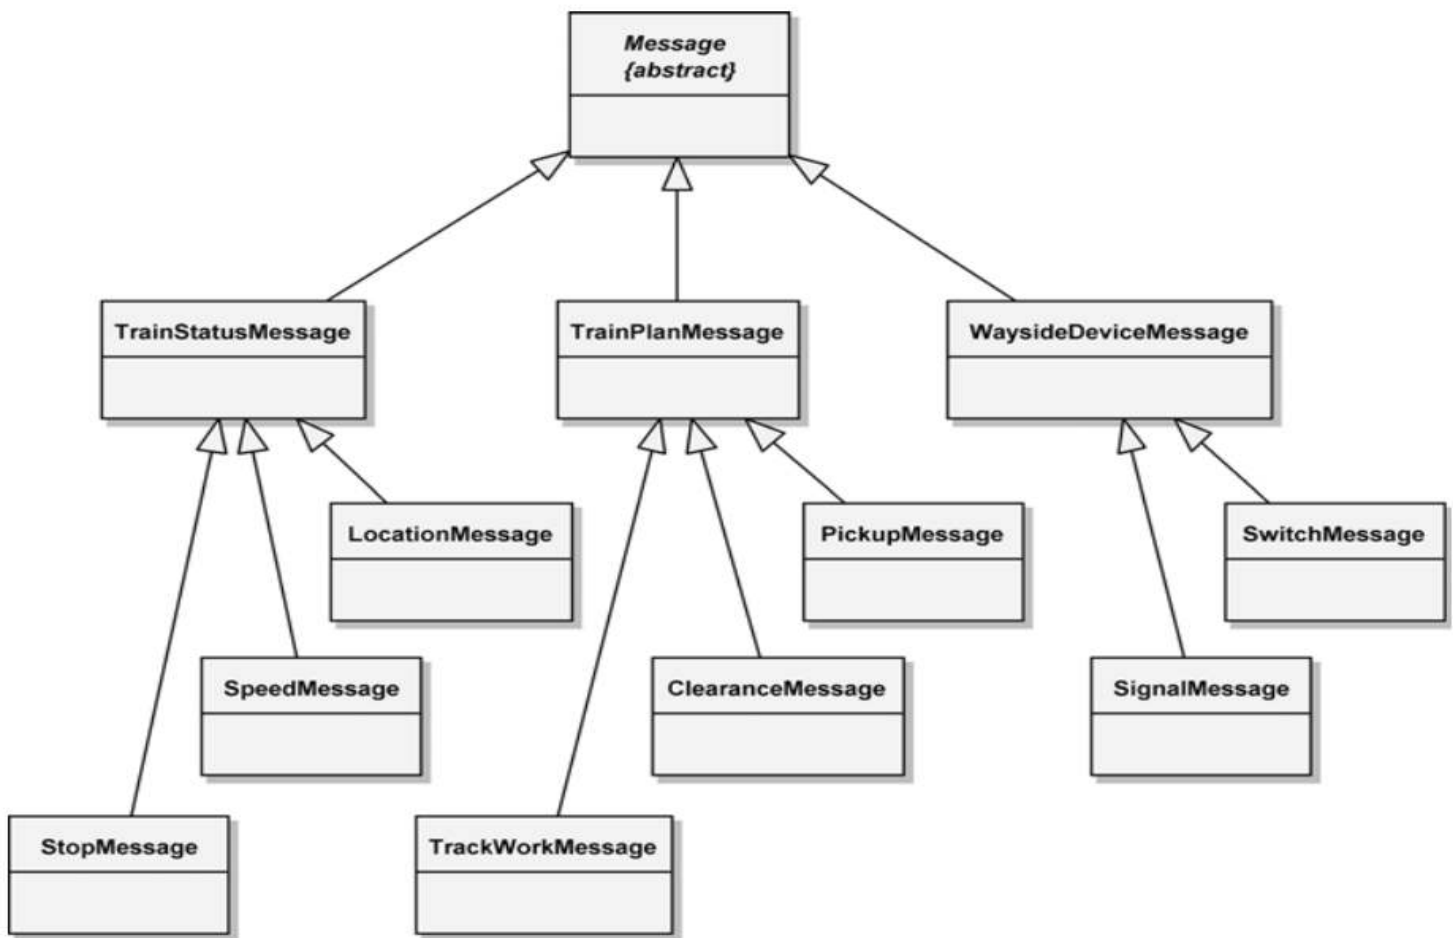 Message
{abstract}
TrainStatusMessage
TrainPlanMessage
WaysideDeviceMessage
LocationMessage
PickupMessage
SwitchMessage
SpeedMessage
ClearanceMessage
SignalMessage
StopMessage
TrackWorkMessage